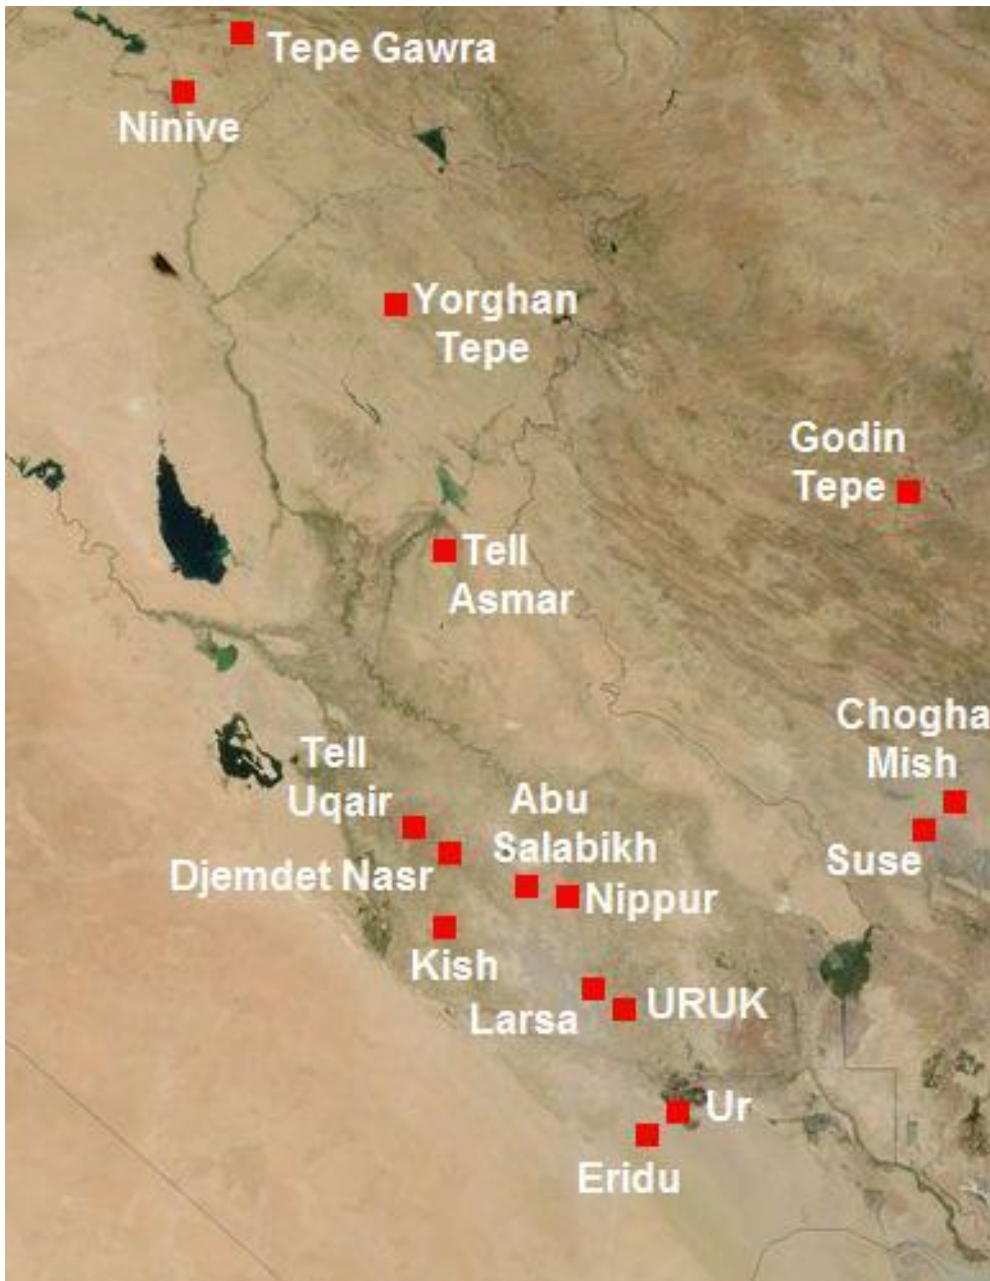 Tepe Gawra
Ninive
Yorghan
Tepe
Godin
Tepe
Tell
Asmar
Chogha
Mish
Tell
Uqair
Abu
Salabikh
Suse
Djemdet Nasr
Nippur
Kish
Larsa
URUK
Ur
Eridu